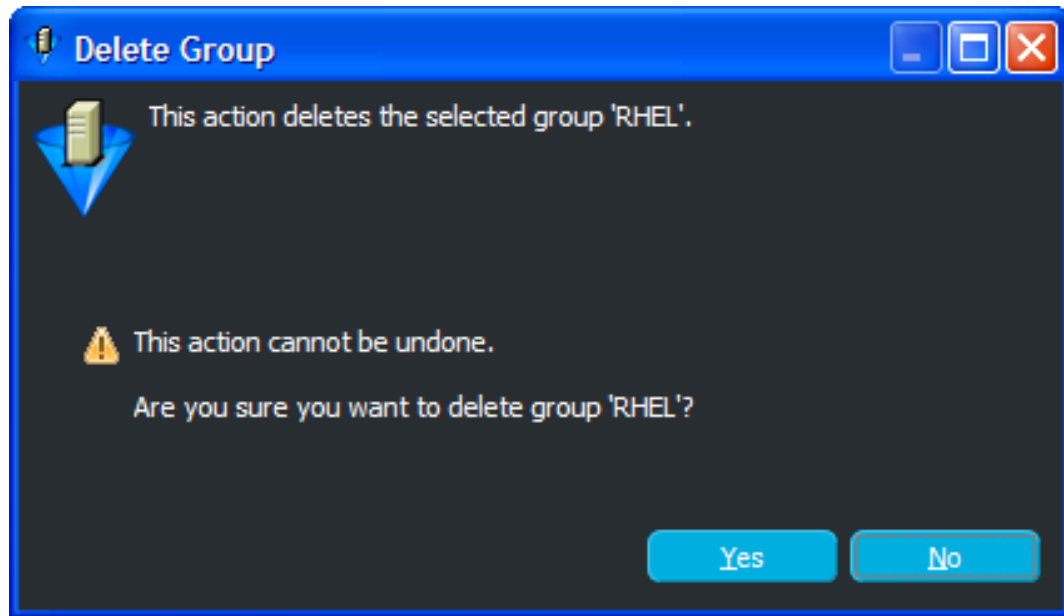 Delete Group
This action deletes the selected group 'RHEL'.
This action cannot be undone.
Are you sure you want to delete group 'RHEL'?
Yes
No